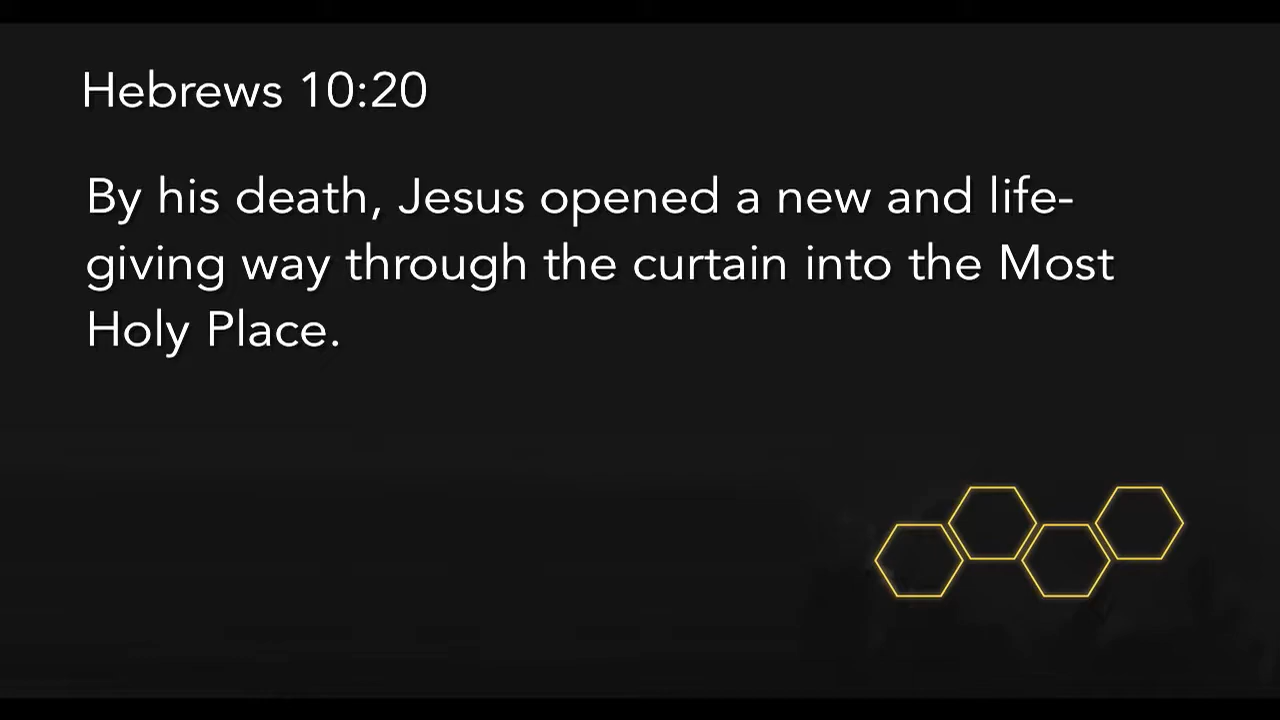 Hebrews 10:20
By his death, Jesus opened a new and life-
giving way through the curtain into the Most
Holy Place.